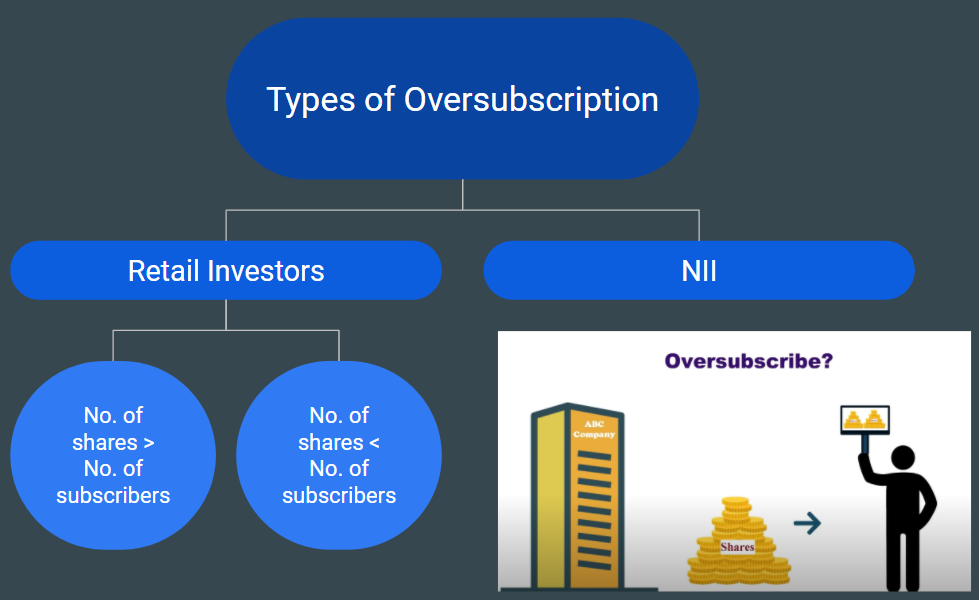 Types of Oversubscription
Retail Investors
NII
No. of
shares >
No. of
subscribers
No. of
shares <
No. of
subscribers
Oversubscribe?
ABC
Company
Shares